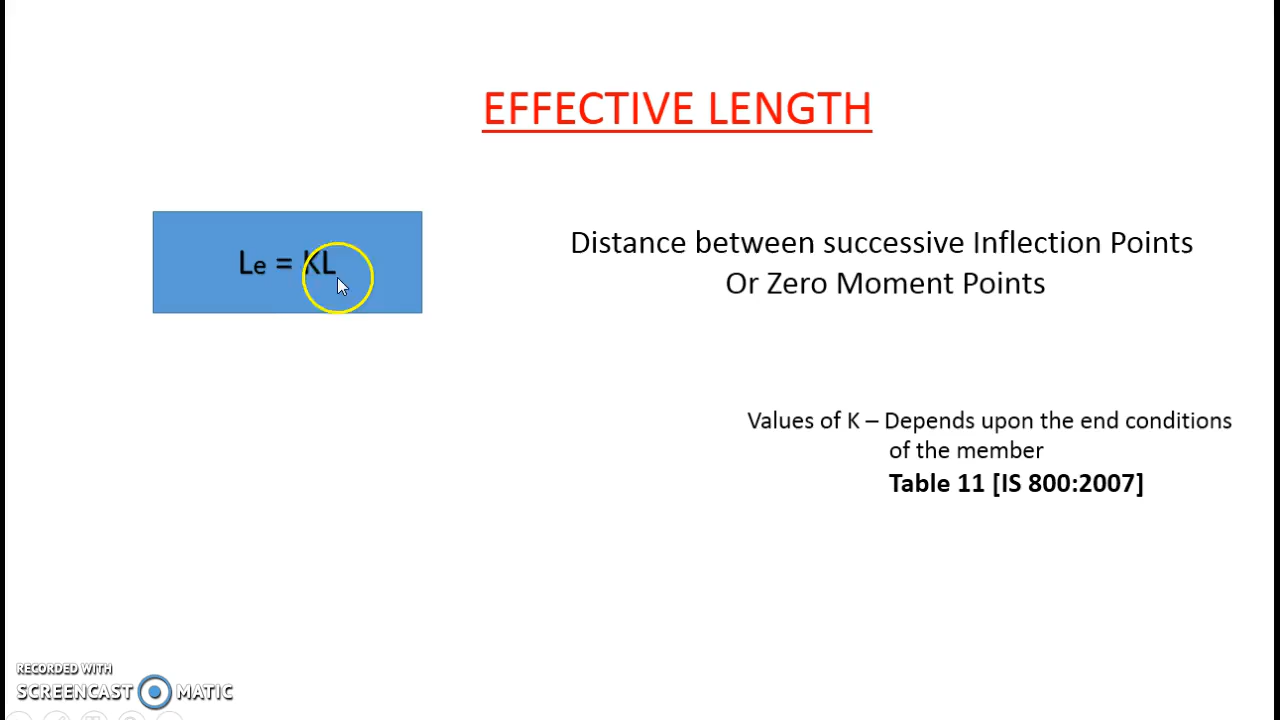 EFFECTIVE LENGTH
Le = KL
Distance between successive Inflection Points
Or Zero Moment Points
Values of K – Depends upon the end conditions
of the member
Table 11 [IS 800:2007]
RECORDED WITH
SCREENCAST MATIC